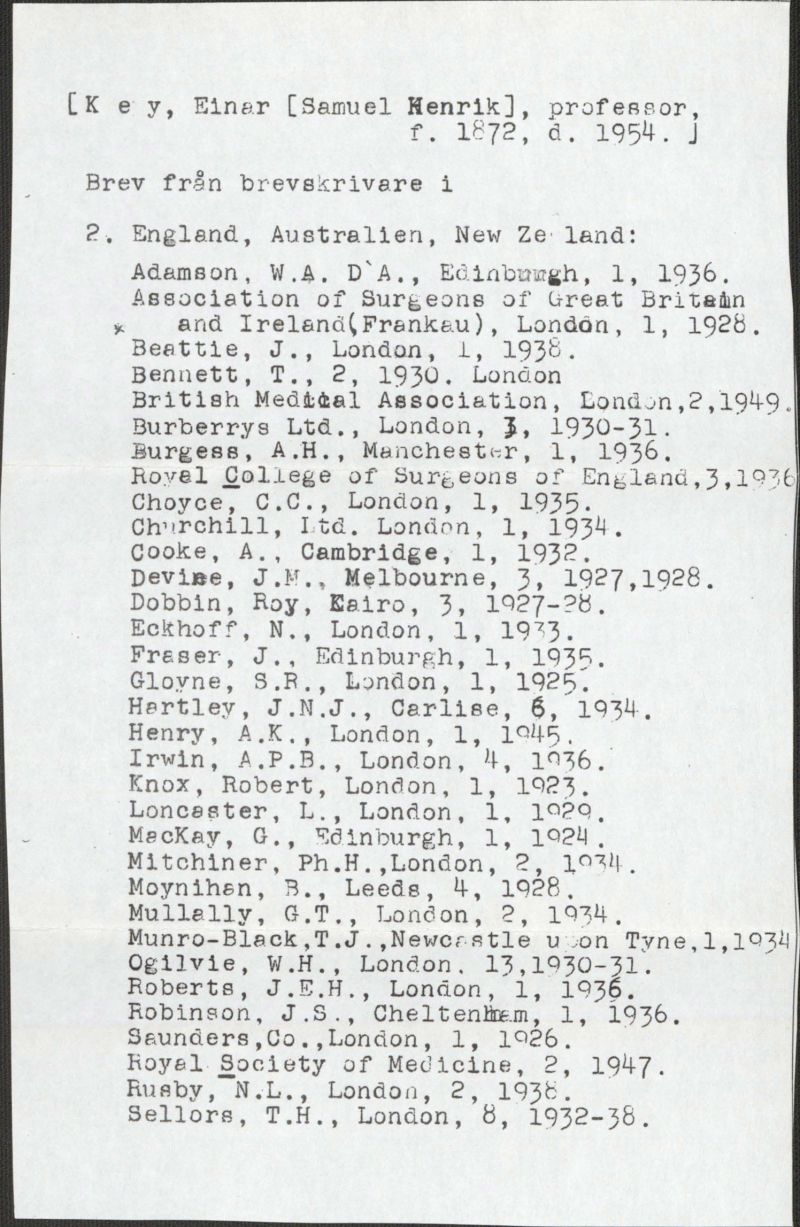 [K e y, Einar [Samuel Henrik], professor,
f. 1872, d. 1954. ]
Brev från brevskrivare i
2. England, Australien, New Ze land:
Adamson, W.A. D`A., Edinburgh, 1, 1936.
Association of Surgeons of Great Britain
* and Ireland(Frankau), London, 1, 1928.
Beattie, J., London, 1, 1938.
Bennett, T., 2, 1930. London
British Medical Association, London,2,1949.
Burberrys Ltd., London, 3, 1930-31.
Burgess, A.H., Manchester, 1, 1936.
Royal College of Surgeons of England,3,1936
Choyce, C.C., London, 1, 1935.
Churchill, Ltd. London, 1, 1934.
Cooke, A., Cambridge, 1, 1932.
Devine, J.M., Melbourne, 3, 1927,1928.
Dobbin, Roy, Kairo, 3, 1927-28.
Eckhoff, N., London, 1, 1933.
Fraser, J., Edinburgh, 1, 1935.
Gloyne, S.R., London, 1, 1925.
Hartley, J.N.J., Carlise, 6, 1934.
Henry, A.K., London, 1, 1945.
Irwin, A.P.B., London, 4, 1936.
Knox, Robert, London, 1, 1923.
Loncaster, L., London, 1, 1929.
MacKay, G., Edinburgh, 1, 1924.
Mitchiner, Ph.H.,London, 2, 1934.
Moynihan, B., Leeds, 4, 1928.
Mullally, G.T., London, 2, 1934.
Munro-Black,T.J.,Newcastle upon Tyne,1,1934
Ogilvie, W.H., London. 13,1930-31.
Roberts, J.E.H., London, 1, 1936.
Robinson, J.S., Cheltenham, 1, 1936.
Saunders,Co.,London, 1, 1926.
Royal Society of Medicine, 2, 1947.
Rusby, N.L., London, 2, 1938.
Sellors, T.H., London, 8, 1932-38.